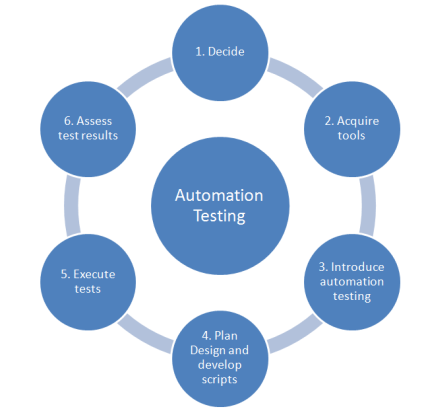 1. Decide
2. Acquire
tools
3. Introduce
automation
testing
4. Plan
Design and
develop
scripts
5. Execute
tests
6. Assess
test results
Automation
Testing